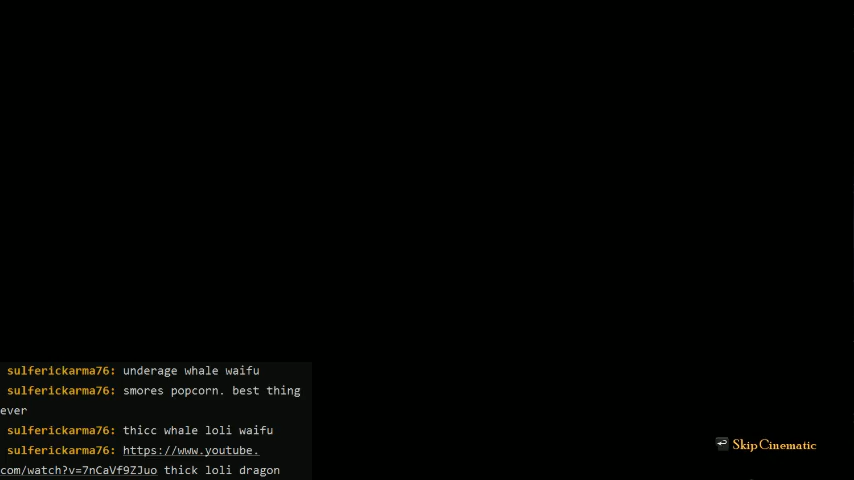 sulferickarma76: underage whale waifu
sulferickarma76: smores popcorn. best thing
ever
sulferickarma76: thicc whale loli waifu
sulferickarma76: https://www.youtube.
com/watch?v=7nCaVf9ZJuo thick loli dragon
Skip Cinematic